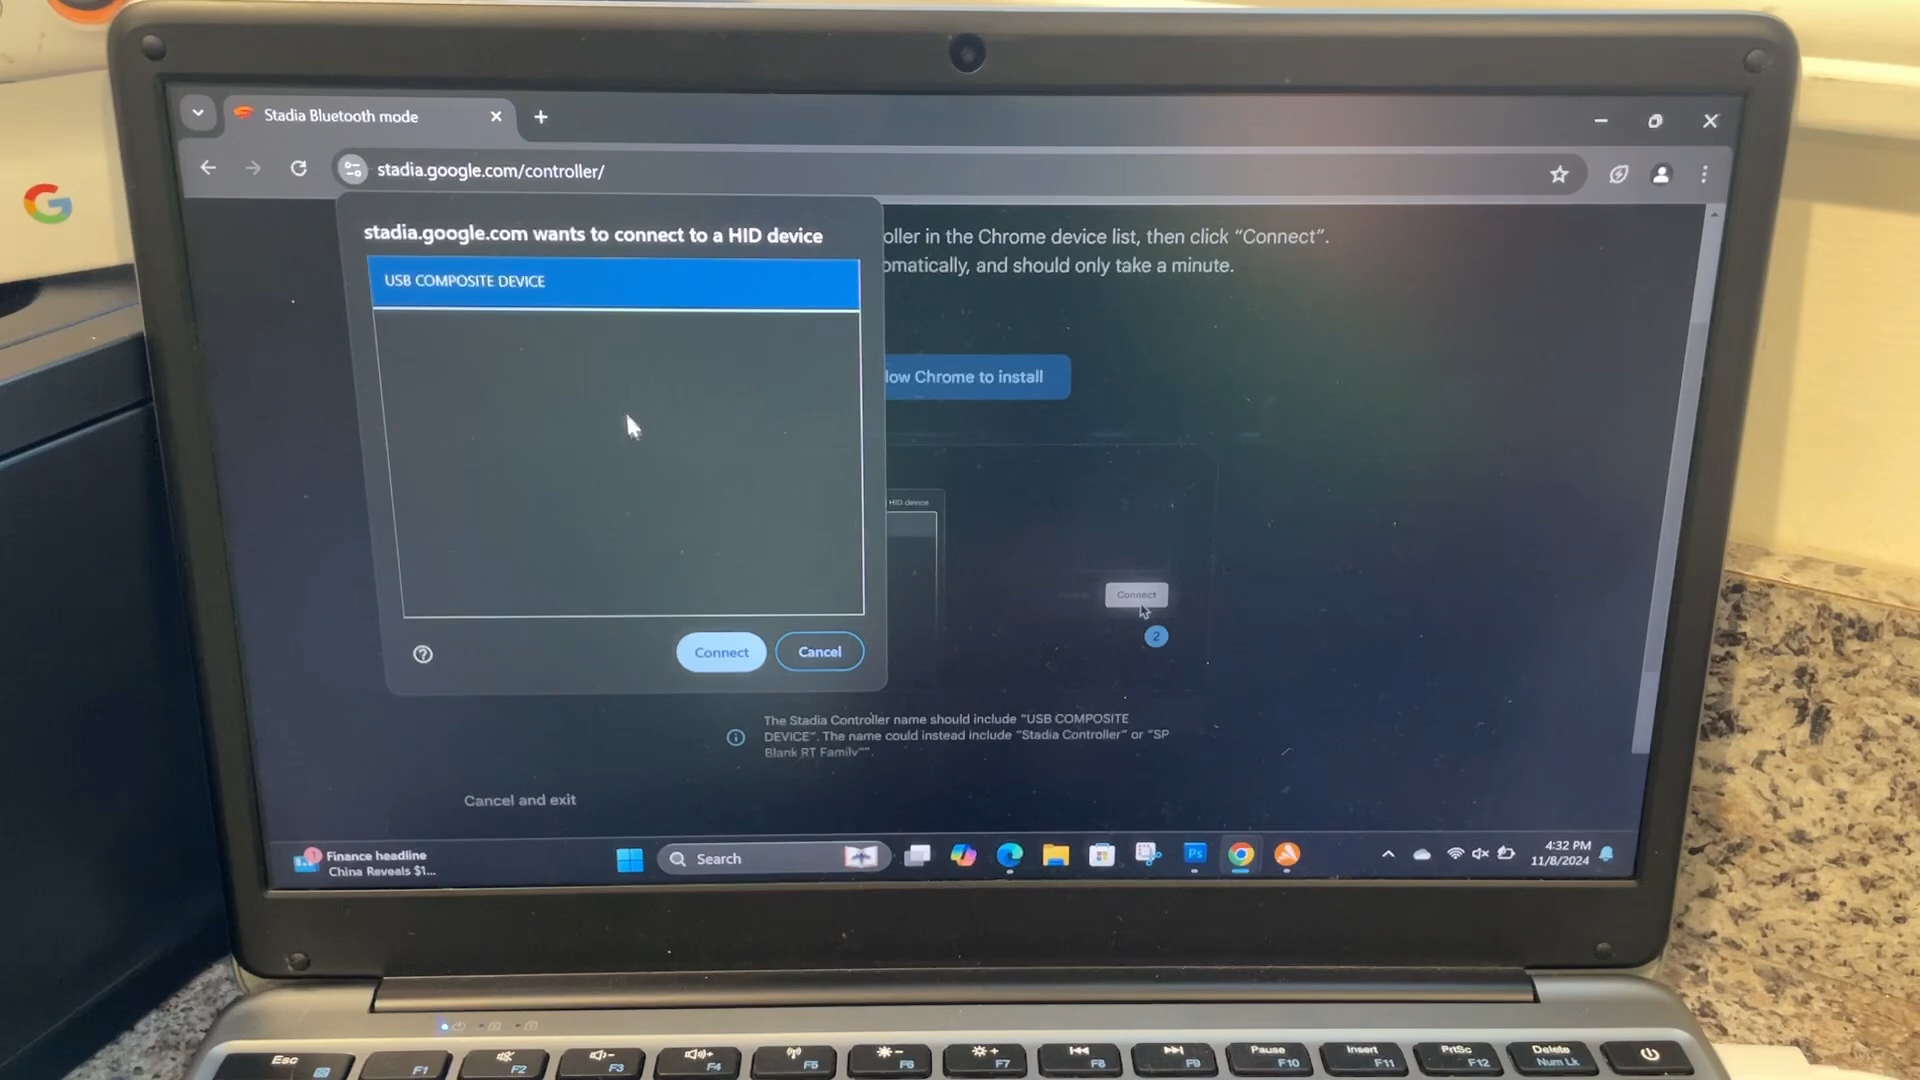 Stadia Bluetooth mode
stadia.google.com/controller/
stadia.google.com wants to connect to a HID device
USB COMPOSITE DEVICE
Connect
Cancel
oller in the Chrome device list, then click “Connect”.
omatically, and should only take a minute.
low Chrome to install
HID device
Connect
2
The Stadia Controller name should include "USB COMPOSITE
DEVICE". The name could instead include "Stadia Controller" or "SP
Blank RT Family"".
Cancel and exit
1
Finance headline
China Reveals $1...
Search
Ps
4:32 PM
11/8/2024
Esc
F1
F2
F3
F4
F5
F6
F7
F8
F9
Pause
F10
Insert
F11
PrtSc
F12
Delete
Num Lk
G